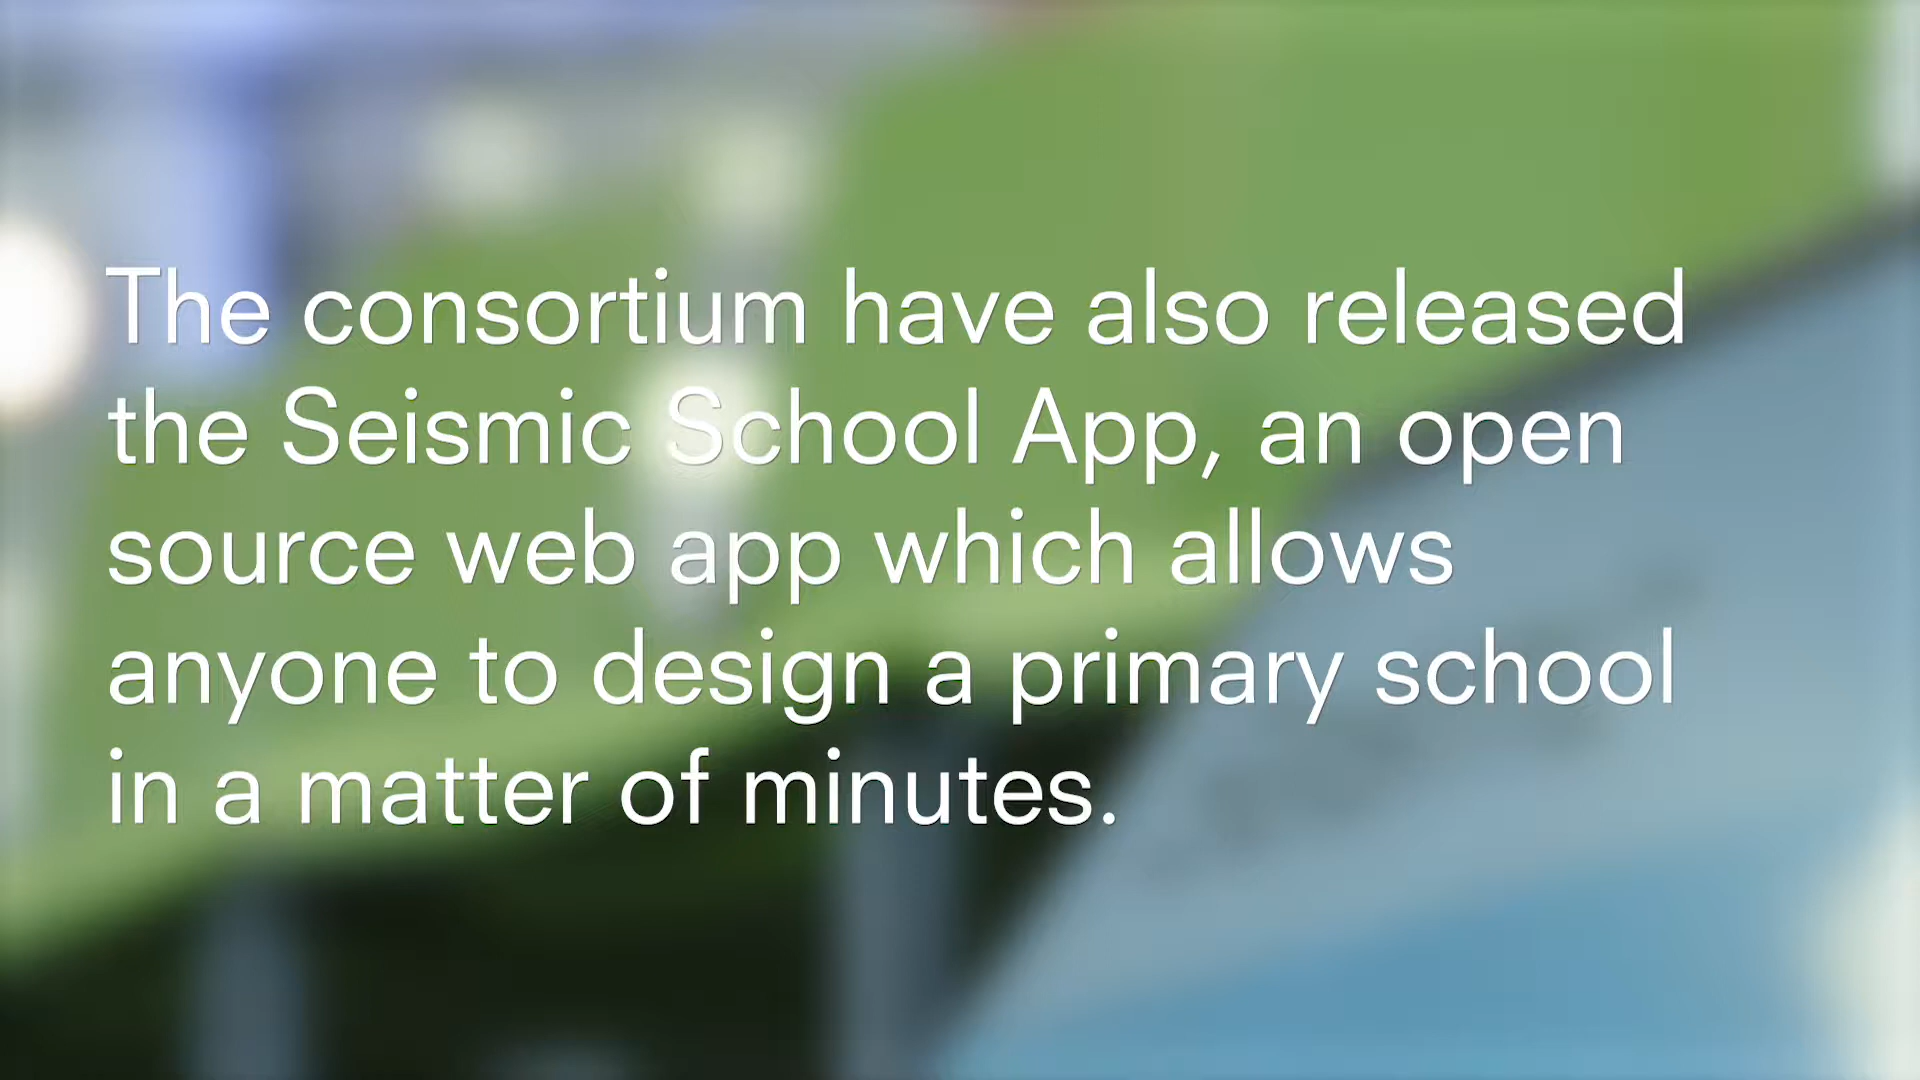 The consortium have also released
the Seismic School App, an open
source web app which allows
anyone to design a primary school
in a matter of minutes.